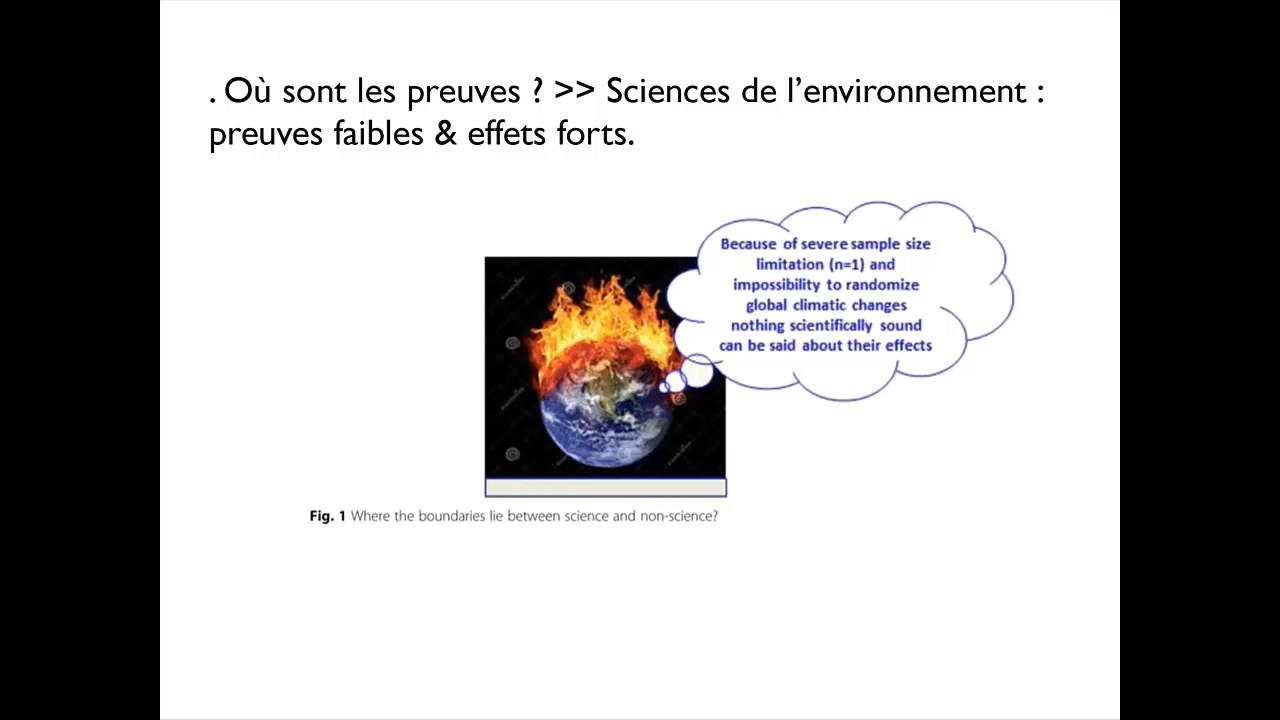 . Où sont les preuves ? >> Sciences de l’environnement :
preuves faibles & effets forts.
Because of severe sample size
limitation (n=1) and
impossibility to randomize
global climatic changes
nothing scientifically sound
can be said about their effects
Fig. 1 Where the boundaries lie between science and non-science?